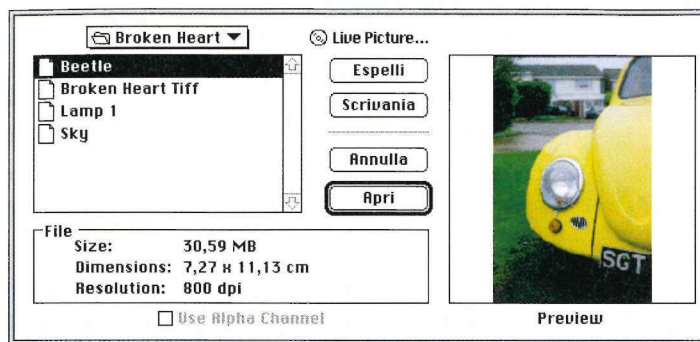 Broken Heart
Live Picture...
Beetle
Broken Heart Tiff
Lamp 1
Sky
Espelli
Scrivania
Annulla
Apri
File
Size: 30,59 MB
Dimensions: 7,27 x 11,13 cm
Resolution: 800 dpi
Use Alpha Channel
SGT
Preview